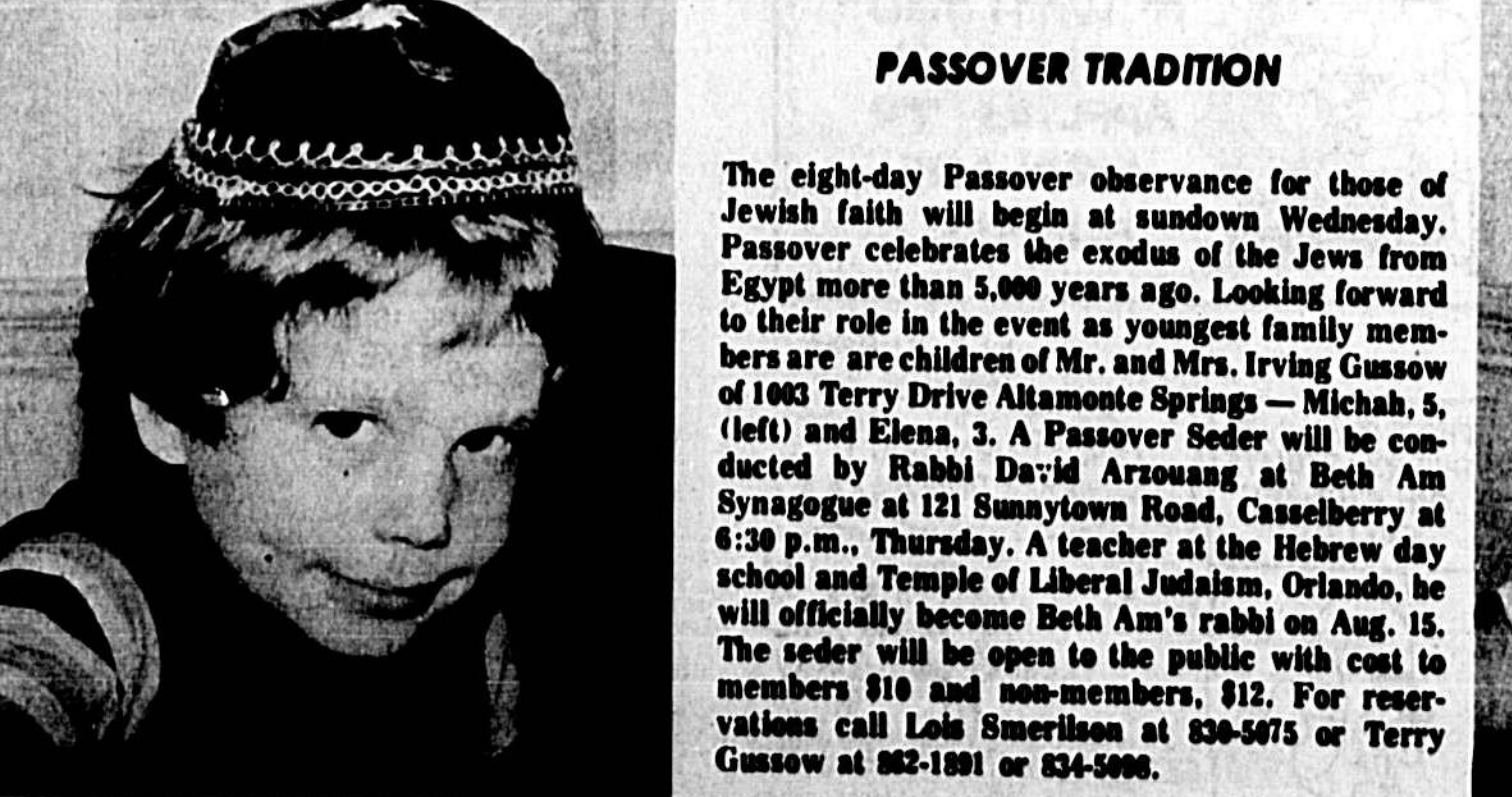 PASSOVER TRADITION
The eight-day Passover observance for those of
Jewish faith will begin at sundown Wednesday.
Passover celebrates the exodus of the Jews from
Egypt more than 5,000 years ago. Looking forward
to their role in the event as youngest family mem-
bers are are children of Mr. and Mrs. Irving Gussow
of 1003 Terry Drive Altamonte Springs — Michah, 5,
(left) and Elena, 3. A Passover Seder will be con-
ducted by Rabbi David Arzouang at Beth Am
Synagogue at 121 Sunnytown Road, Casselberry at
6:30 p.m., Thursday. A teacher at the Hebrew day
school and Temple of Liberal Judaism, Orlando, he
will officially become Beth Am's rabbi on Aug. 15.
The seder will be open to the public with cost to
members $10 and non-members, $12. For reser-
vations call Lois Smerilson at 830-5075 or Terry
Gussow at 862-1891 or